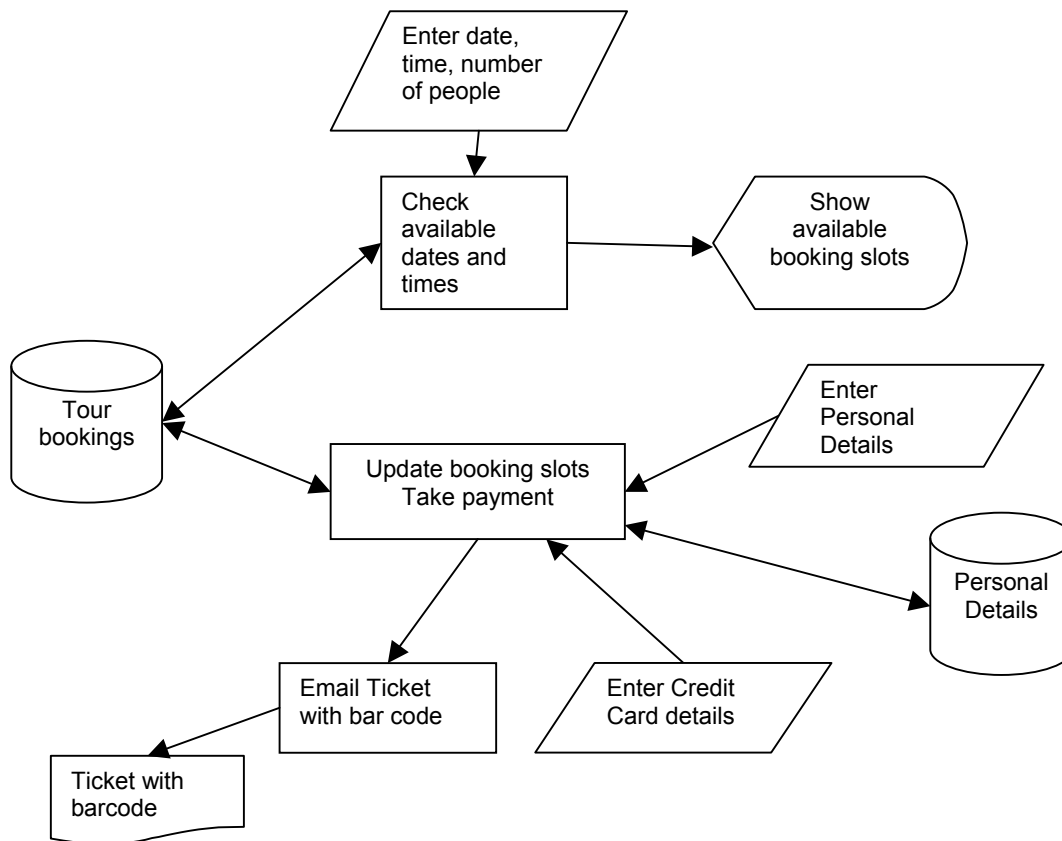 Enter date,
time, number
of people
Check
available
dates and
times
Show
available
booking slots
Tour
bookings
Enter
Personal
Details
Update booking slots
Take payment
Personal
Details
Email Ticket
with bar code
Enter Credit
Card details
Ticket with
barcode